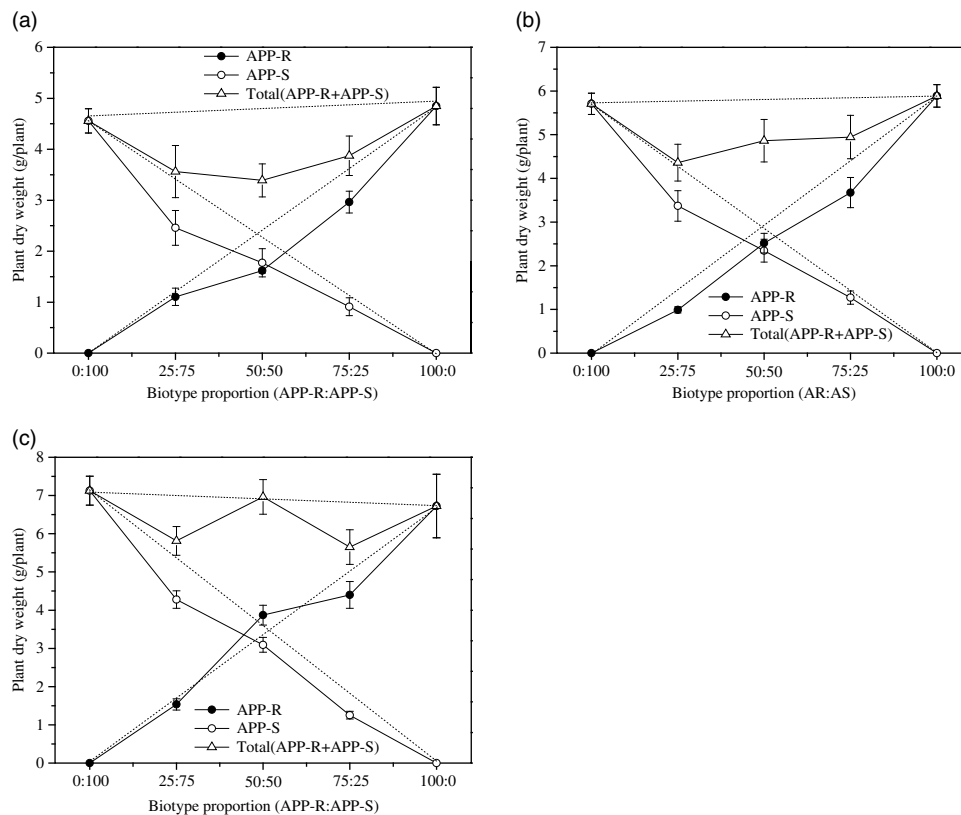 (a)
6
5
4
3
2
1
0
Plant dry weight (g/plant)
APP-R
APP-S
Total(APP-R+APP-S)
0:100 25:75 50:50 75:25 100:0
Biotype proportion (APP-R:APP-S)
(b)
7
6
5
4
3
2
1
0
Plant dry weight (g/plant)
APP-R
APP-S
Total(APP-R+APP-S)
0:100 25:75 50:50 75:25 100:0
Biotype proportion (AR:AS)
(c)
8
7
6
5
4
3
2
1
0
Plant dry weight (g/plant)
APP-R
APP-S
Total(APP-R+APP-S)
0:100 25:75 50:50 75:25 100:0
Biotype proportion (APP-R:APP-S)